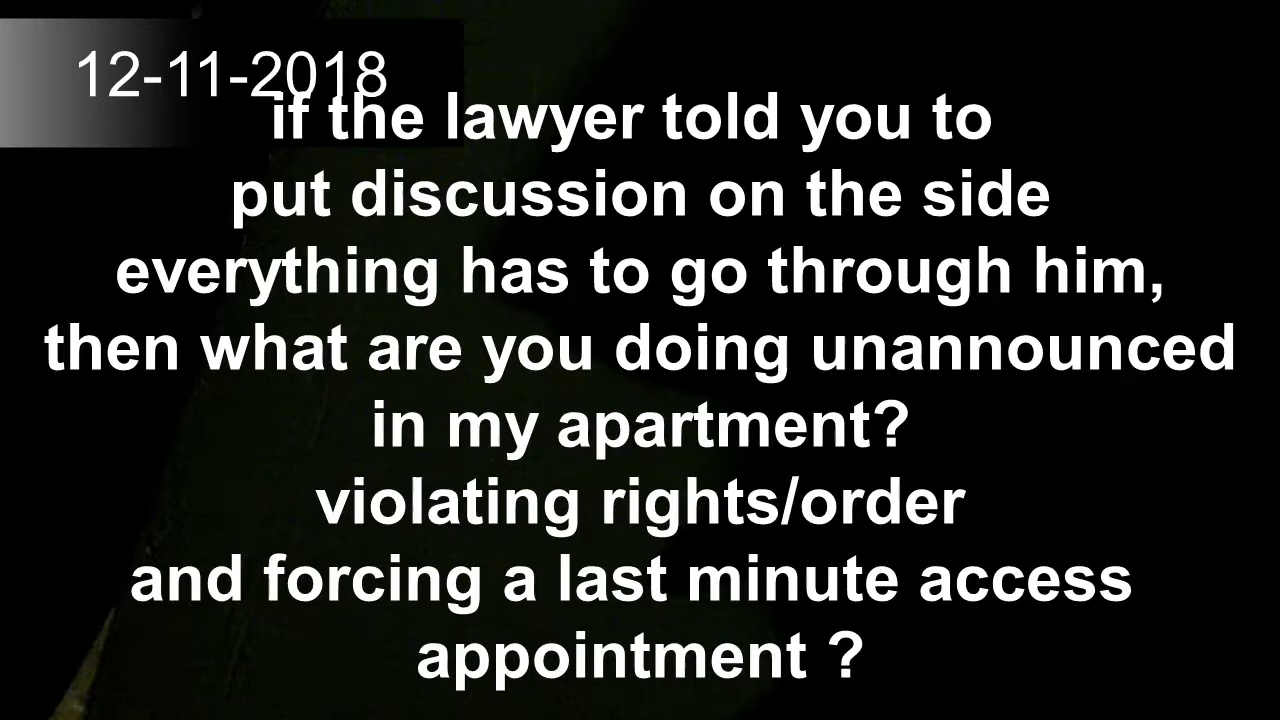 12-11-2018
if the lawyer told you to
put discussion on the side
everything has to go through him,
then what are you doing unannounced
in my apartment?
violating rights/order
and forcing a last minute access
appointment ?